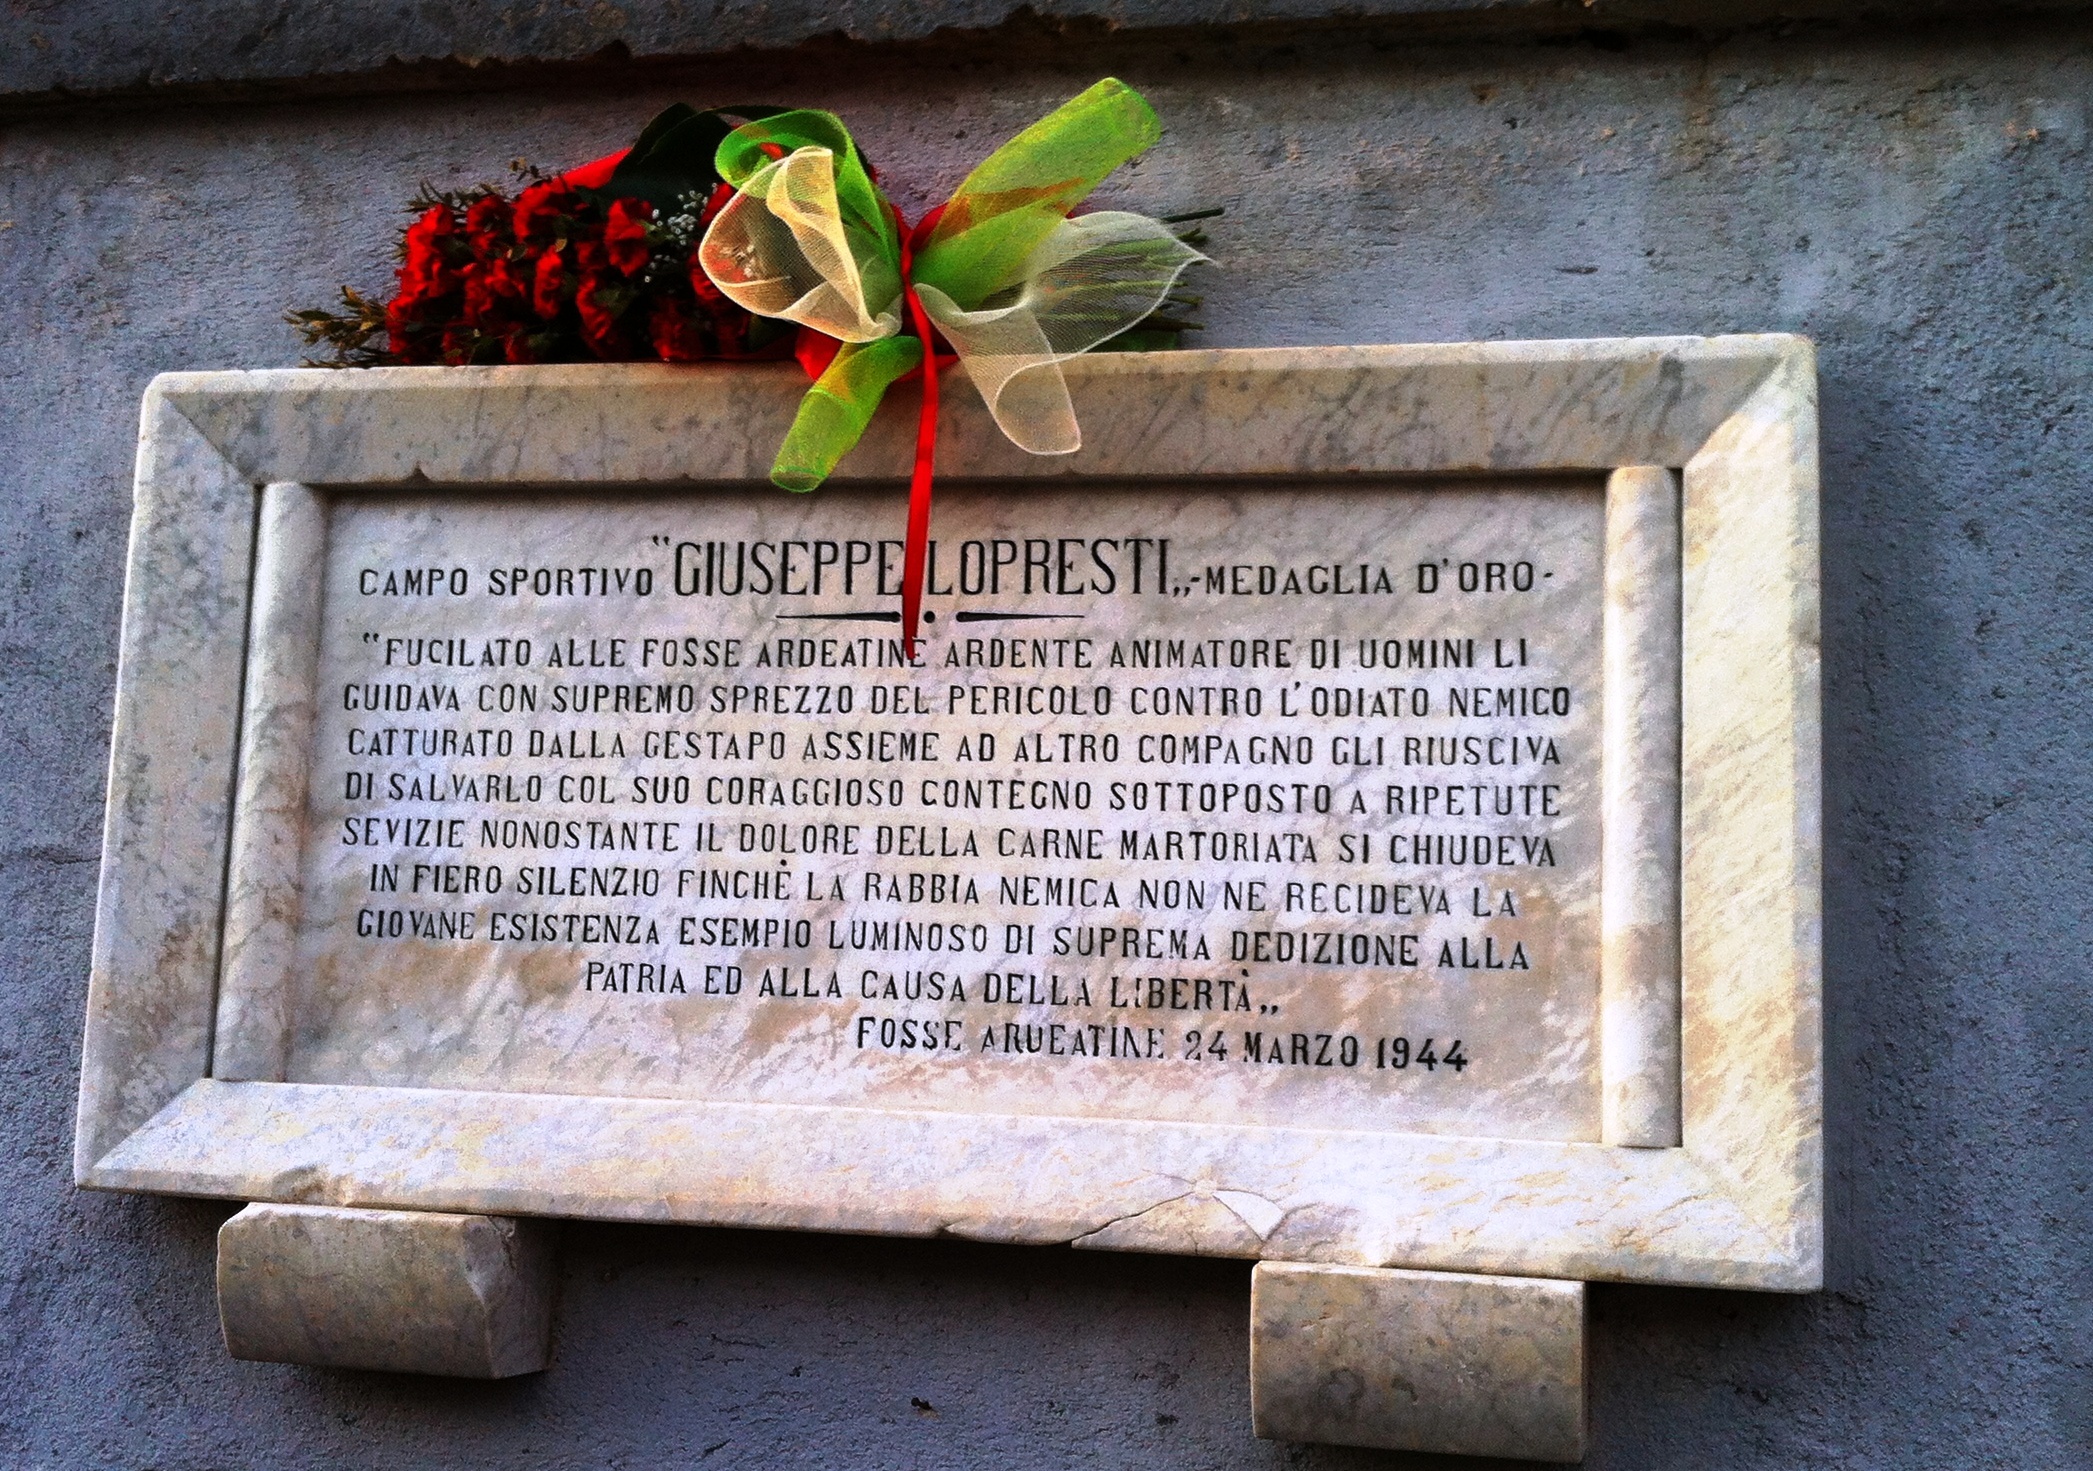 CAMPO SPORTIVO "GIUSEPPE LOPRESTI„-MEDAGLIA D'ORO-
"FUCILATO ALLE FOSSE ARDEATINE ARDENTE ANIMATORE DI UOMINI LI
GUIDAVA CON SUPREMO SPREZZO DEL PERICOLO CONTRO L'ODIATO NEMICO
CATTURATO DALLA GESTAPO ASSIEME AD ALTRO COMPAGNO GLI RIUSCIVA
DI SALVARLO COL SUO CORAGGIOSO CONTEGNO SOTTOPOSTO A RIPETUTE
SEVIZIE NONOSTANTE IL DOLORE DELLA CARNE MARTORIATA SI CHIUDEVA
IN FIERO SILENZIO FINCHÈ LA RABBIA NEMICA NON NE RECIDEVA LA
GIOVANE ESISTENZA ESEMPIO LUMINOSO DI SUPREMA DEDIZIONE ALLA
PATRIA ED ALLA CAUSA DELLA LIBERTÀ„
FOSSE ARDEATINE 24 MARZO 1944